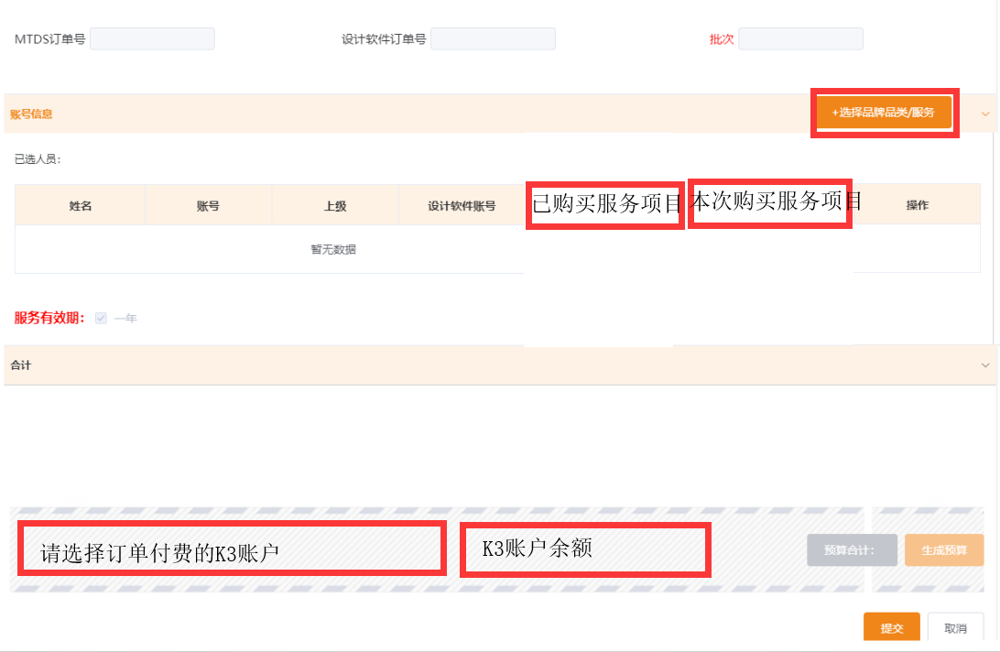 MTDS订单号 设计软件订单号 批次
账号信息 +选择品牌品类/服务
已选人员：
姓名 账号 上级 设计软件账号 已购买服务项目 本次购买服务项目 操作
暂无数据
服务有效期： 一年
合计
请选择订单付费的K3账户 K3账户余额 预算合计： 生成预算
提交 取消